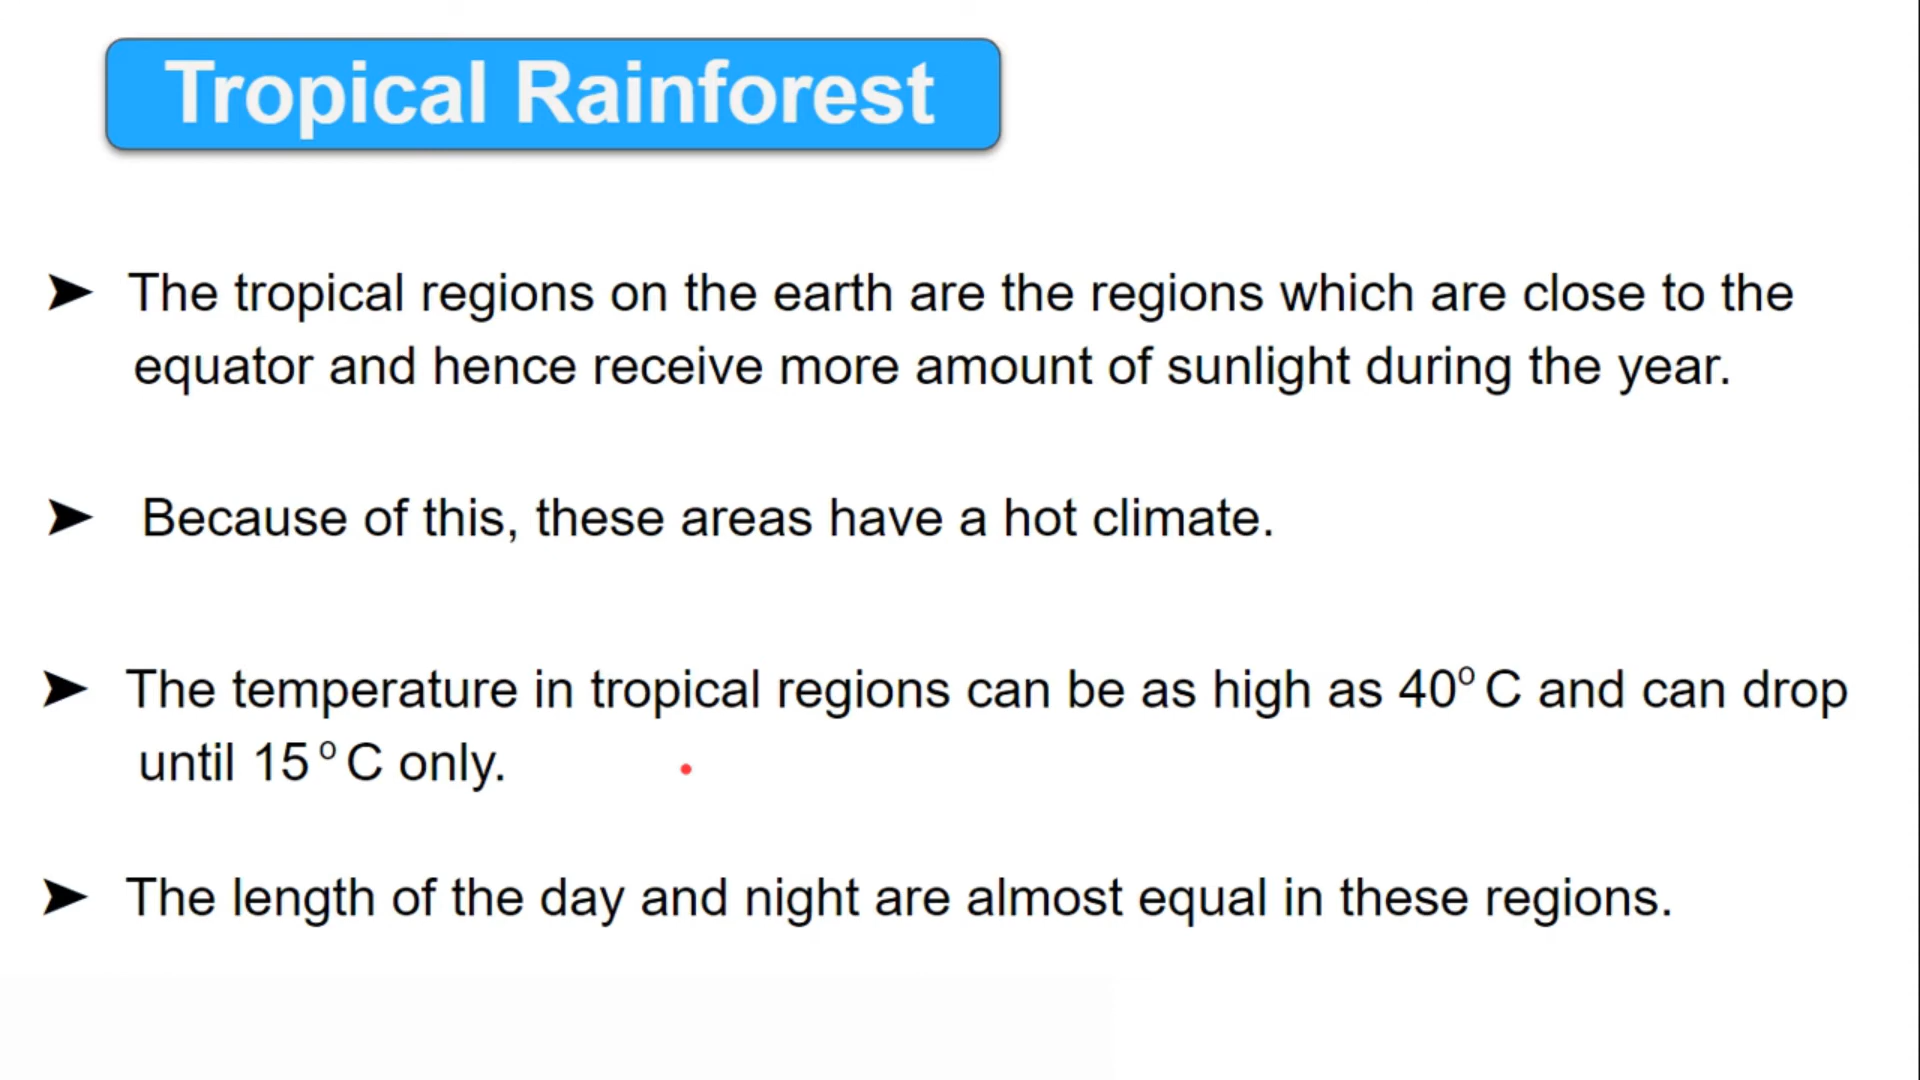 Tropical Rainforest
➤ The tropical regions on the earth are the regions which are close to the
equator and hence receive more amount of sunlight during the year.
➤ Because of this, these areas have a hot climate.
➤ The temperature in tropical regions can be as high as 40º C and can drop
until 15 º C only.
➤ The length of the day and night are almost equal in these regions.